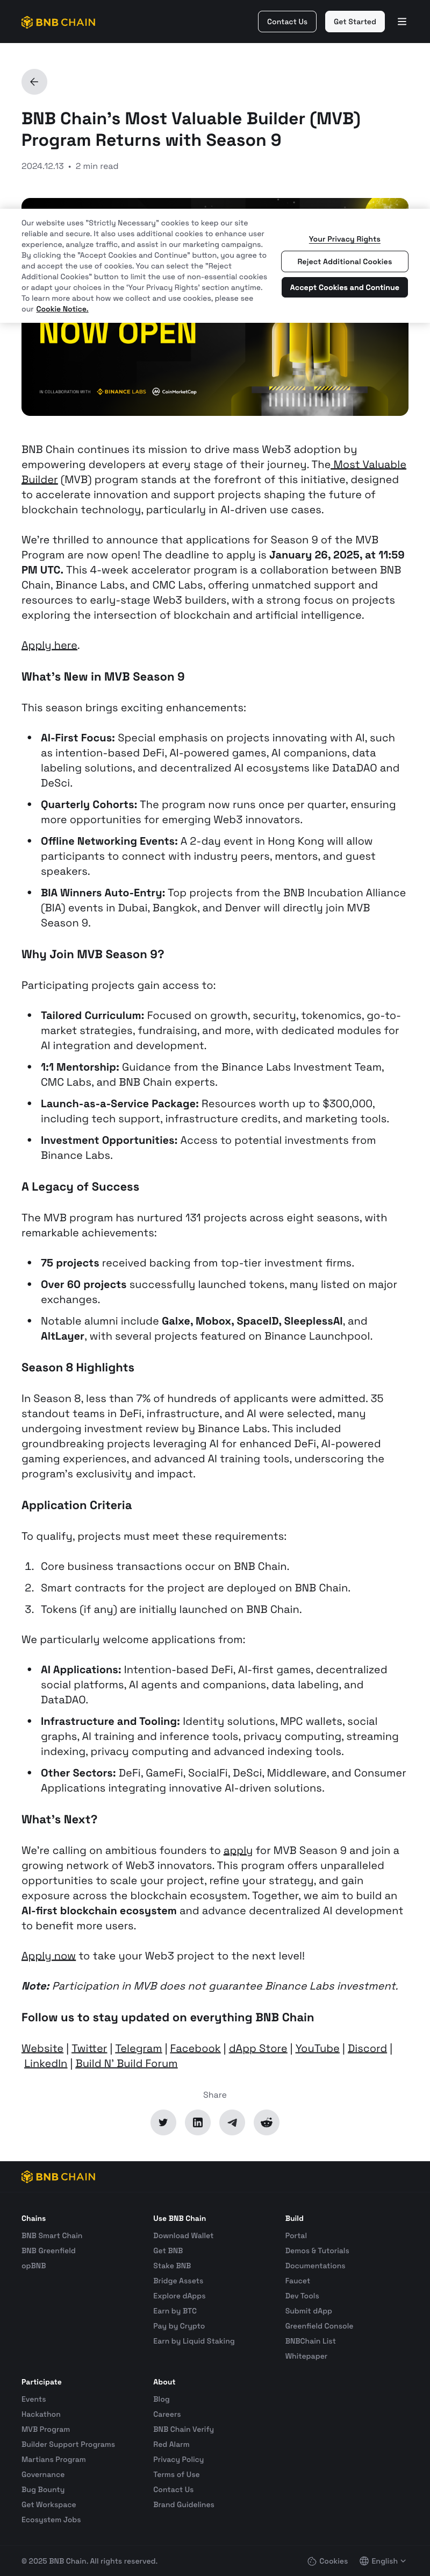 BNB CHAIN
Contact Us
Get Started
BNB Chain's Most Valuable Builder (MVB)
Program Returns with Season 9
2024.12.13 • 2 min read
Our website uses "Strictly Necessary" cookies to keep our site
reliable and secure. It also uses additional cookies to enhance user
experience, analyze traffic, and assist in our marketing campaigns.
By clicking the "Accept Cookies and Continue" button, you agree to
and accept the use of cookies. You can select the "Reject
Additional Cookies" button to limit the use of non-essential cookies
or adapt your choices in the 'Your Privacy Rights' section anytime.
To learn more about how we collect and use cookies, please see
our Cookie Notice.
Your Privacy Rights
Reject Additional Cookies
Accept Cookies and Continue
NOW OPEN
IN COLLABORATION WITH BINANCE LABS CoinMarketCap
BNB Chain continues its mission to drive mass Web3 adoption by
empowering developers at every stage of their journey. The Most Valuable
Builder (MVB) program stands at the forefront of this initiative, designed
to accelerate innovation and support projects shaping the future of
blockchain technology, particularly in AI-driven use cases.
We're thrilled to announce that applications for Season 9 of the MVB
Program are now open! The deadline to apply is January 26, 2025, at 11:59
PM UTC. This 4-week accelerator program is a collaboration between BNB
Chain, Binance Labs, and CMC Labs, offering unmatched support and
resources to early-stage Web3 builders, with a strong focus on projects
exploring the intersection of blockchain and artificial intelligence.
Apply here.
What's New in MVB Season 9
This season brings exciting enhancements:
• AI-First Focus: Special emphasis on projects innovating with AI, such
as intention-based DeFi, AI-powered games, AI companions, data
labeling solutions, and decentralized AI ecosystems like DataDAO and
DeSci.
• Quarterly Cohorts: The program now runs once per quarter, ensuring
more opportunities for emerging Web3 innovators.
• Offline Networking Events: A 2-day event in Hong Kong will allow
participants to connect with industry peers, mentors, and guest
speakers.
• BIA Winners Auto-Entry: Top projects from the BNB Incubation Alliance
(BIA) events in Dubai, Bangkok, and Denver will directly join MVB
Season 9.
Why Join MVB Season 9?
Participating projects gain access to:
• Tailored Curriculum: Focused on growth, security, tokenomics, go-to-
market strategies, fundraising, and more, with dedicated modules for
AI integration and development.
• 1:1 Mentorship: Guidance from the Binance Labs Investment Team,
CMC Labs, and BNB Chain experts.
• Launch-as-a-Service Package: Resources worth up to $300,000,
including tech support, infrastructure credits, and marketing tools.
• Investment Opportunities: Access to potential investments from
Binance Labs.
A Legacy of Success
The MVB program has nurtured 131 projects across eight seasons, with
remarkable achievements:
• 75 projects received backing from top-tier investment firms.
• Over 60 projects successfully launched tokens, many listed on major
exchanges.
• Notable alumni include Galxe, Mobox, SpaceID, SleeplessAI, and
AltLayer, with several projects featured on Binance Launchpool.
Season 8 Highlights
In Season 8, less than 7% of hundreds of applicants were admitted. 35
standout teams in DeFi, infrastructure, and AI were selected, many
undergoing investment review by Binance Labs. This included
groundbreaking projects leveraging AI for enhanced DeFi, AI-powered
gaming experiences, and advanced AI training tools, underscoring the
program's exclusivity and impact.
Application Criteria
To qualify, projects must meet these requirements:
1. Core business transactions occur on BNB Chain.
2. Smart contracts for the project are deployed on BNB Chain.
3. Tokens (if any) are initially launched on BNB Chain.
We particularly welcome applications from:
• AI Applications: Intention-based DeFi, AI-first games, decentralized
social platforms, AI agents and companions, data labeling, and
DataDAO.
• Infrastructure and Tooling: Identity solutions, MPC wallets, social
graphs, AI training and inference tools, privacy computing, streaming
indexing, privacy computing and advanced indexing tools.
• Other Sectors: DeFi, GameFi, SocialFi, DeSci, Middleware, and Consumer
Applications integrating innovative AI-driven solutions.
What's Next?
We're calling on ambitious founders to apply for MVB Season 9 and join a
growing network of Web3 innovators. This program offers unparalleled
opportunities to scale your project, refine your strategy, and gain
exposure across the blockchain ecosystem. Together, we aim to build an
AI-first blockchain ecosystem and advance decentralized AI development
to benefit more users.
Apply now to take your Web3 project to the next level!
Note: Participation in MVB does not guarantee Binance Labs investment.
Follow us to stay updated on everything BNB Chain
Website | Twitter | Telegram | Facebook | dApp Store | YouTube | Discord |
LinkedIn | Build N' Build Forum
Share
BNB CHAIN
Chains
BNB Smart Chain
BNB Greenfield
opBNB
Use BNB Chain
Download Wallet
Get BNB
Stake BNB
Bridge Assets
Explore dApps
Earn by BTC
Pay by Crypto
Earn by Liquid Staking
Build
Portal
Demos & Tutorials
Documentations
Faucet
Dev Tools
Submit dApp
Greenfield Console
BNBChain List
Whitepaper
Participate
Events
Hackathon
MVB Program
Builder Support Programs
Martians Program
Governance
Bug Bounty
Get Workspace
Ecosystem Jobs
About
Blog
Careers
BNB Chain Verify
Red Alarm
Privacy Policy
Terms of Use
Contact Us
Brand Guidelines
© 2025 BNB Chain. All rights reserved.
Cookies
English